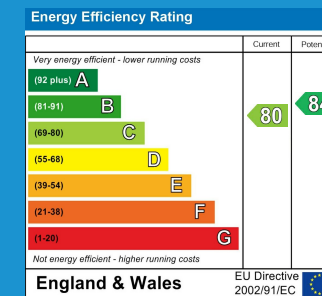 Energy Efficiency Rating
Current
Very energy efficient - lower running costs
(92 plus) A
(81-91) B
(69-80) C
(55-68) D
(39-54) E
(21-38) F
(1-20) G
80
Not energy efficient - higher running costs
England & Wales
EU Directive
2002/91/EC